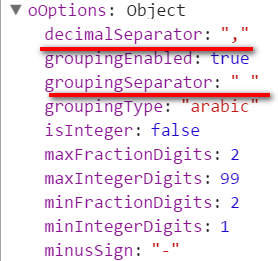 ▼ oOptions: Object
decimalSeparator: ","
groupingEnabled: true
groupingSeparator: " "
groupingType: "arabic"
isInteger: false
maxFractionDigits: 2
maxIntegerDigits: 99
minFractionDigits: 2
minIntegerDigits: 1
minusSign: "-"